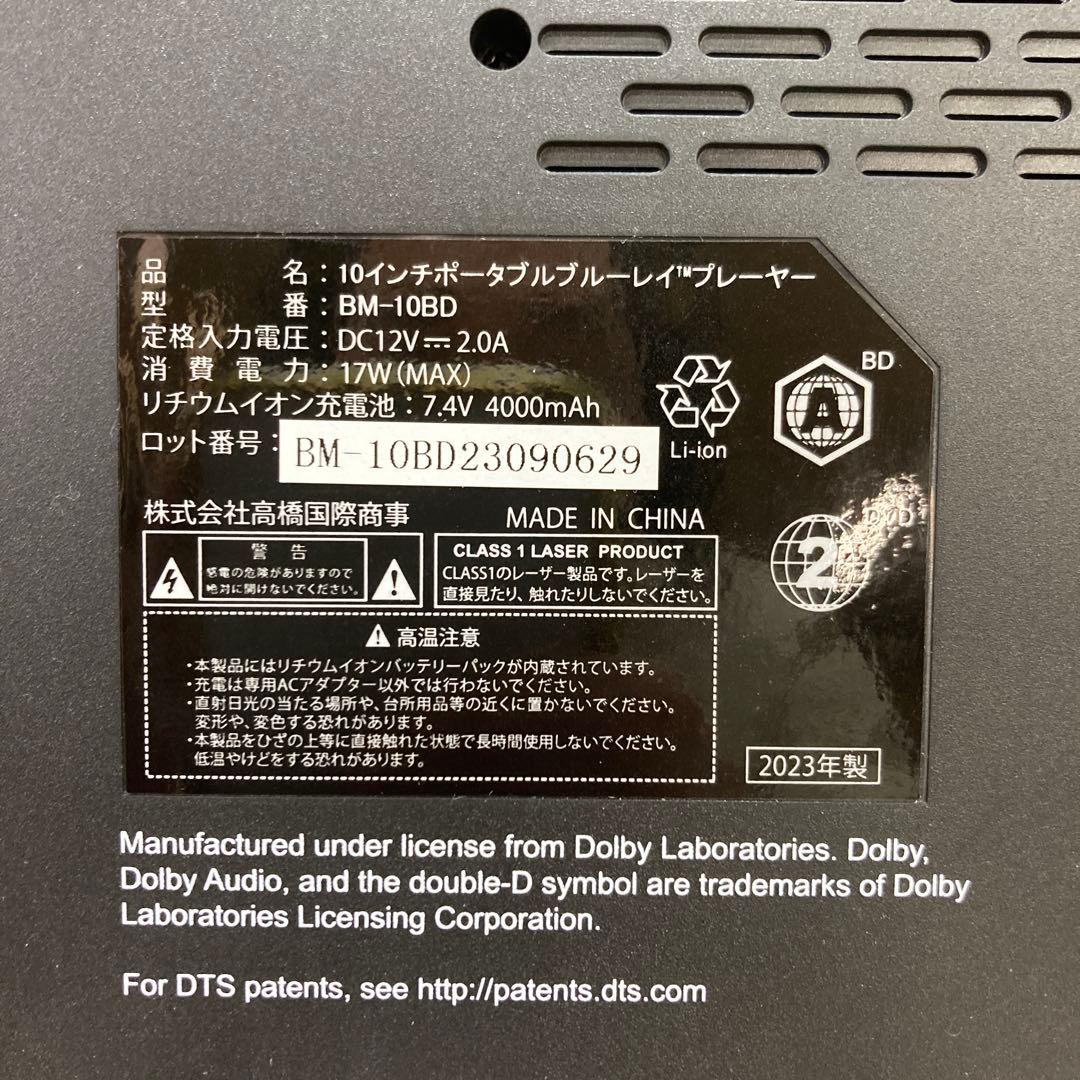 品 名：10インチポータブルブルーレイ™プレーヤー
型 番：BM-10BD
定格入力電圧：DC12V⎓2.0A
消費電力：17W(MAX)
リチウムイオン充電池：7.4V 4000mAh
ロット番号：BM-10BD23090629
Li-ion
BD
A
株式会社高橋国際商事
MADE IN CHINA
DVD
2
警告
感電の危険がありますので
絶対に開けないでください。
CLASS 1 LASER PRODUCT
CLASS1のレーザー製品です。レーザーを
直接見たり、触れたりしないでください。
高温注意
・本製品にはリチウムイオンバッテリーパックが内蔵されています。
・充電は専用ACアダプター以外では行わないでください。
・直射日光の当たる場所や、台所用品等の近くに置かないでください。
変形や、変色する恐れがあります。
・本製品をひざの上等に直接触れた状態で長時間使用しないでください。
低温やけどをする恐れがあります。
2023年製
Manufactured under license from Dolby Laboratories. Dolby,
Dolby Audio, and the double-D symbol are trademarks of Dolby
Laboratories Licensing Corporation.
For DTS patents, see http://patents.dts.com